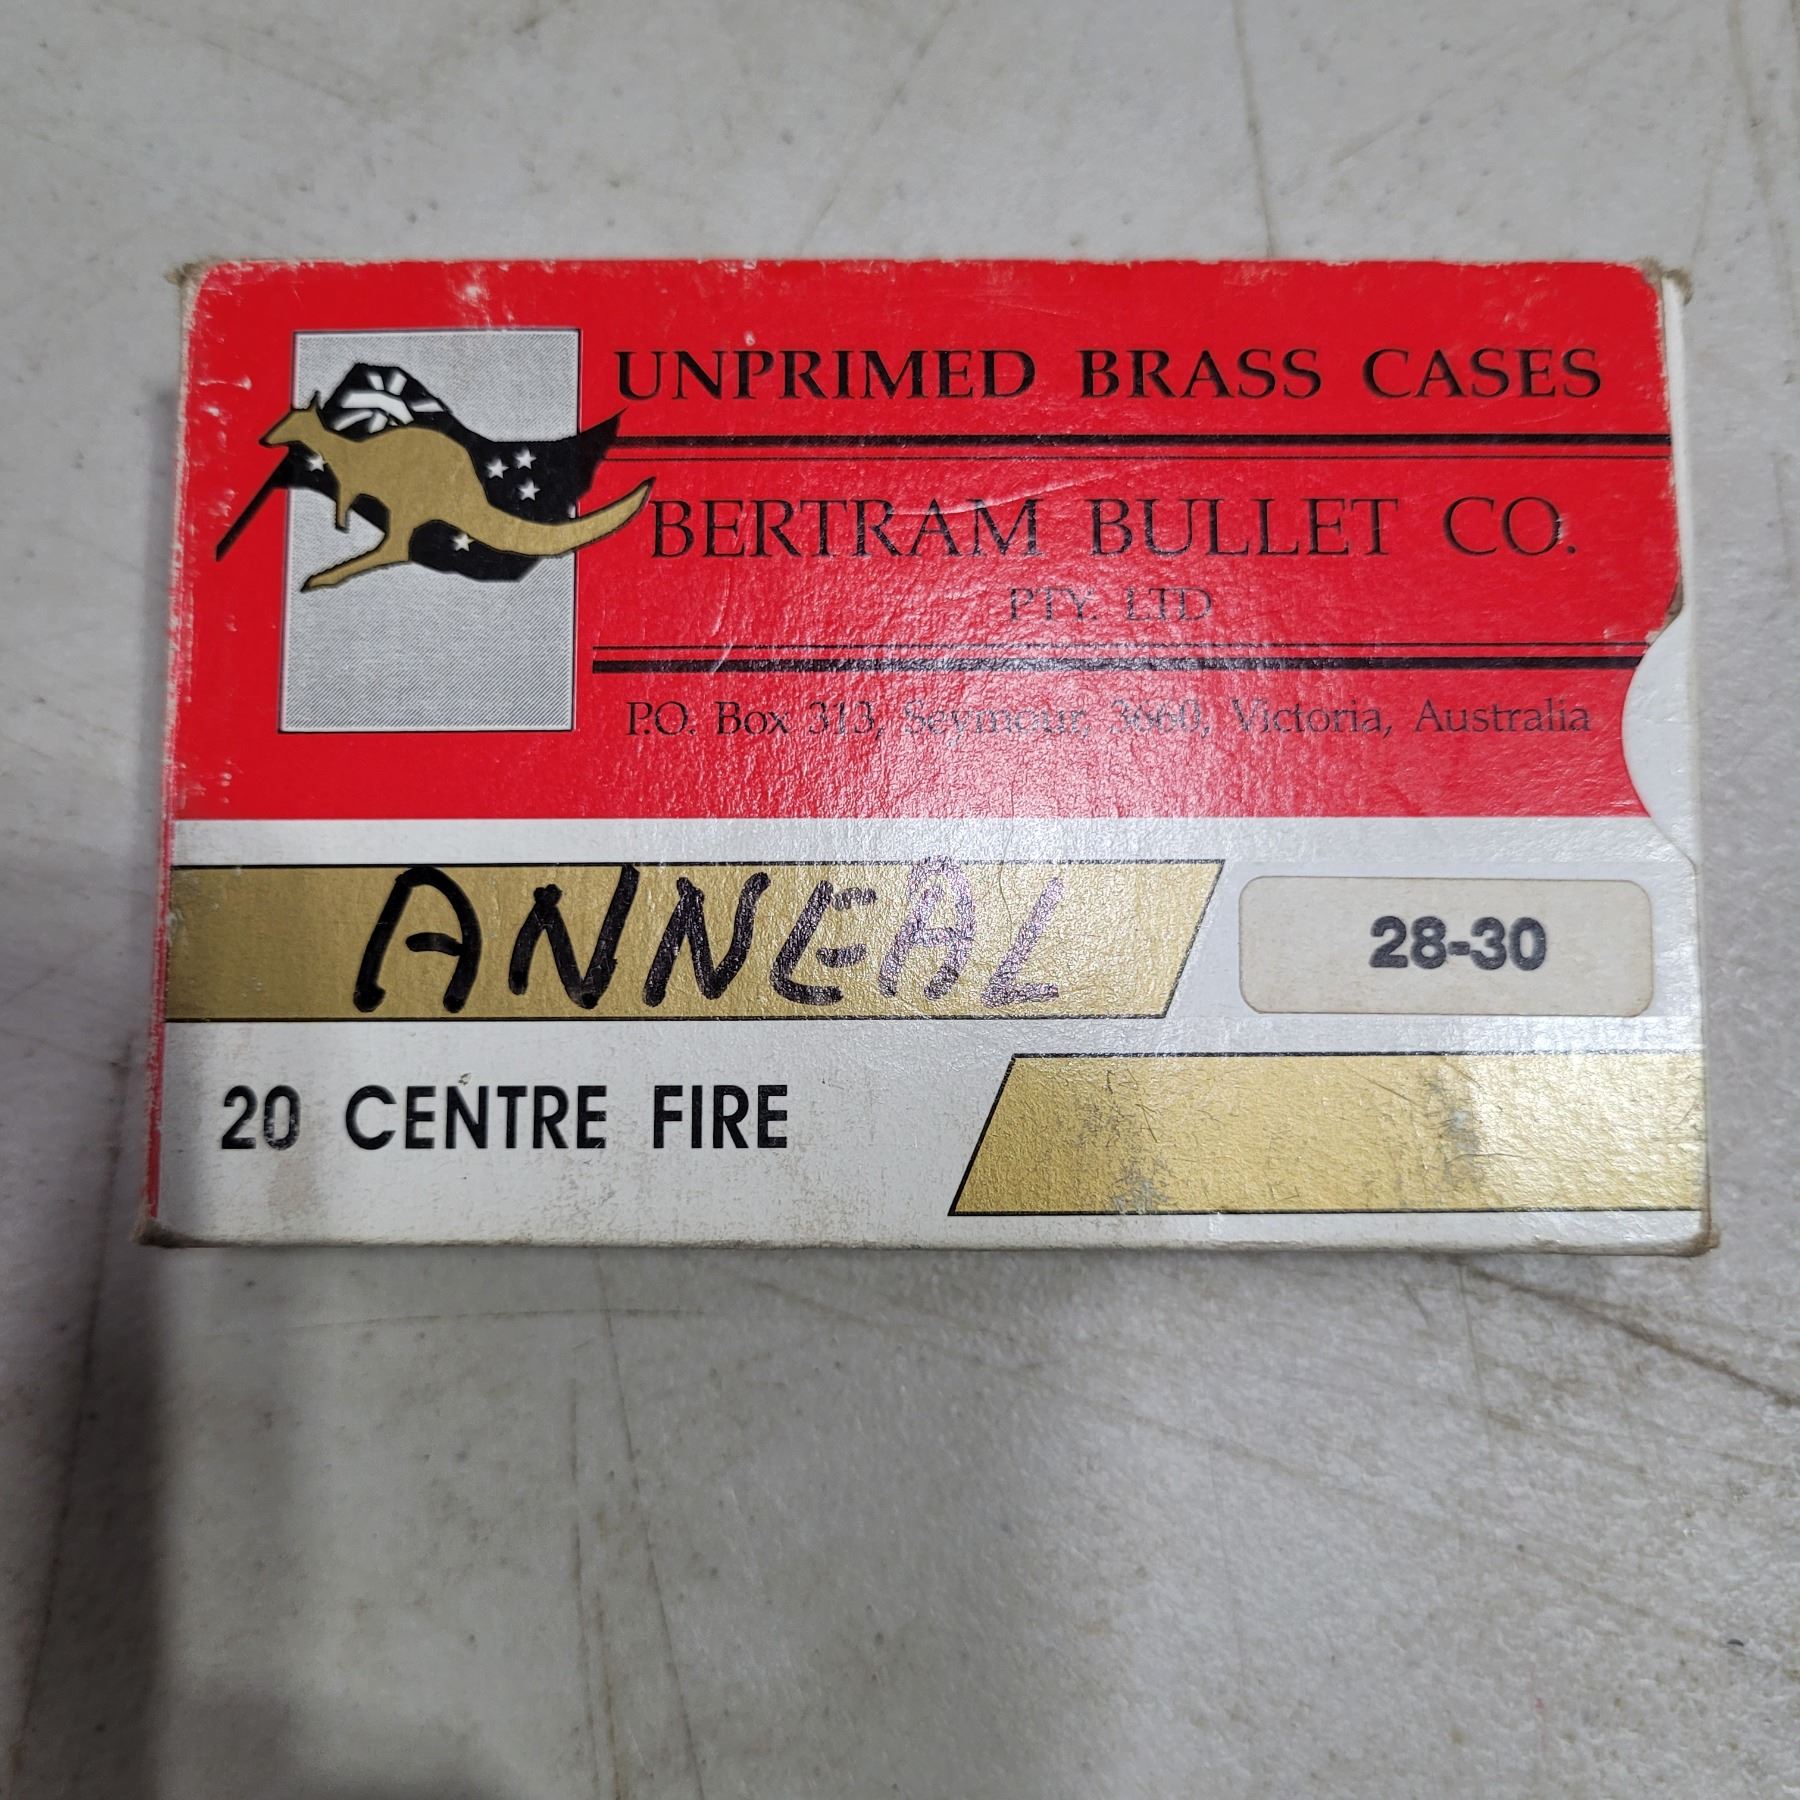 UNPRIMED BRASS CASES
BERTRAM BULLET CO.
PTY. LTD
P.O. Box 313, Seymour, 3660, Victoria, Australia
ANNEAL
28-30
20 CENTRE FIRE